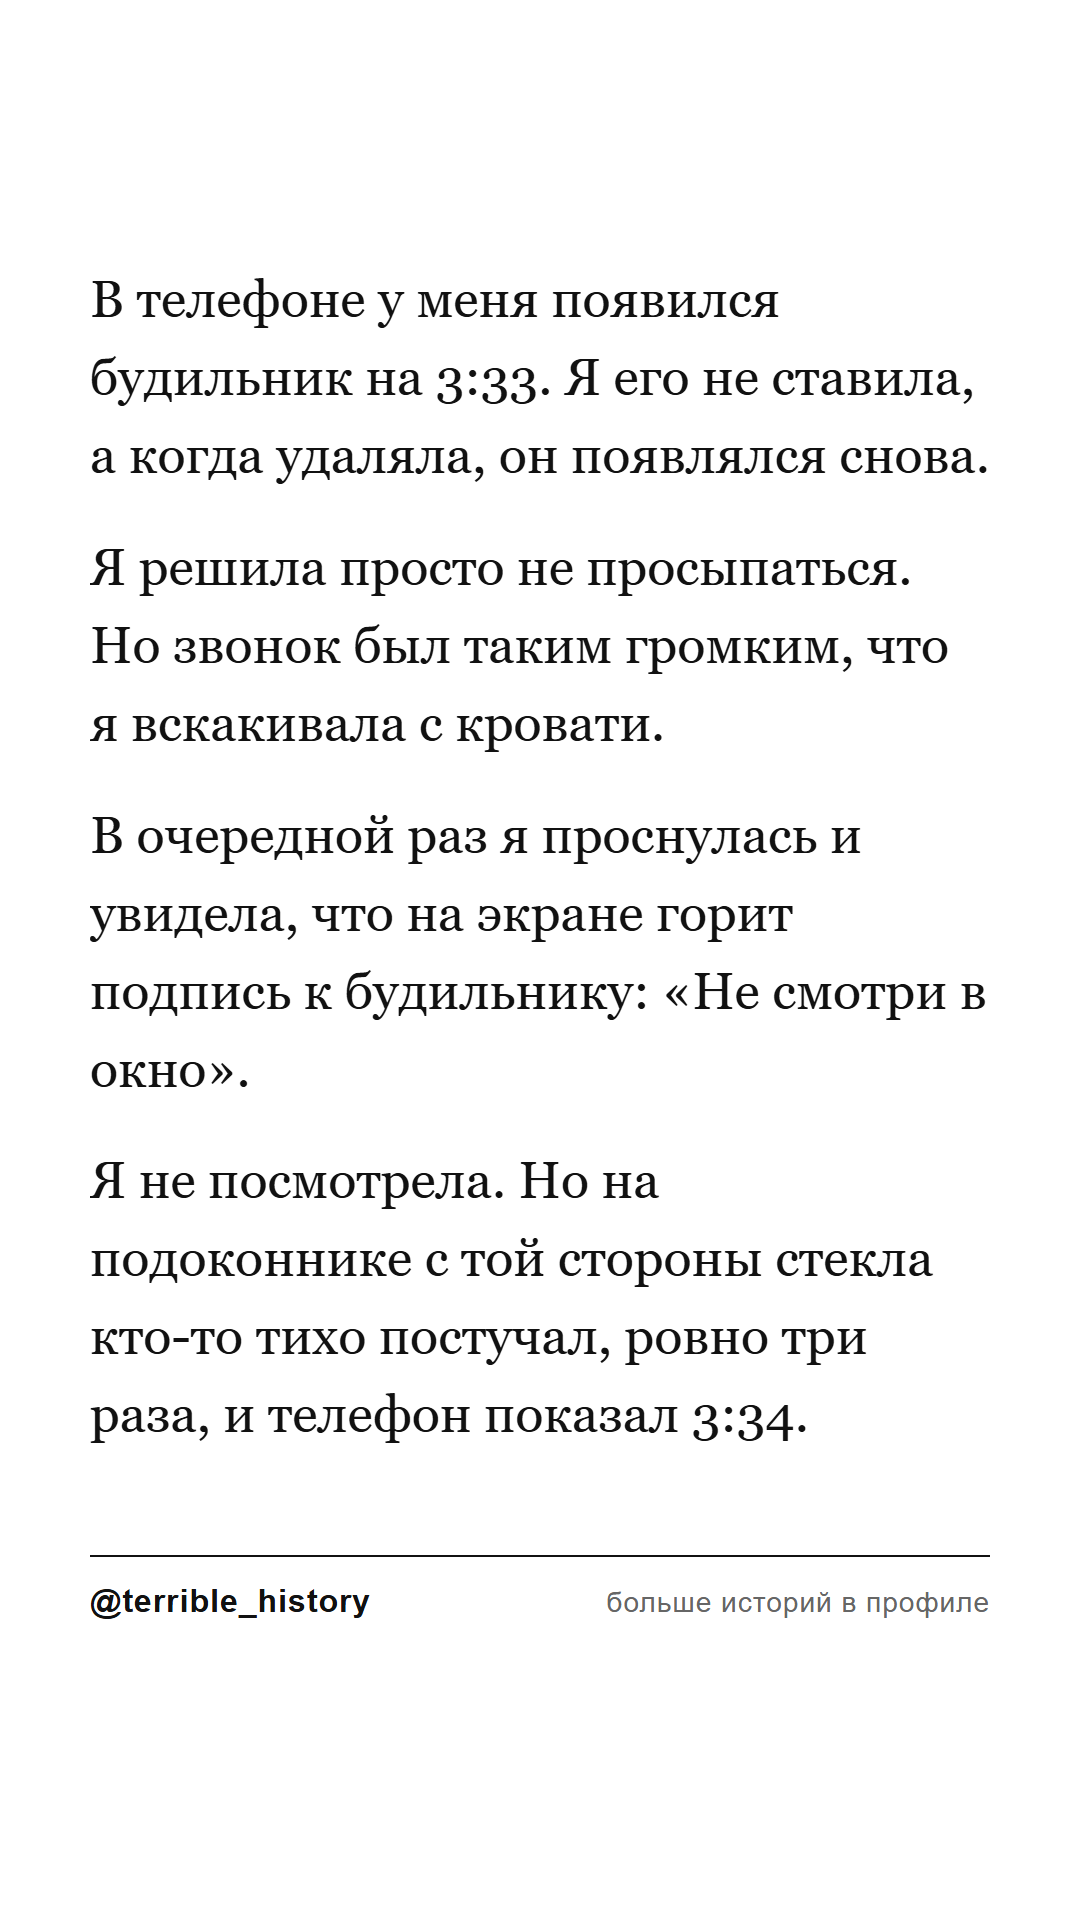 В телефоне у меня появился
будильник на 3:33. Я его не ставила,
а когда удаляла, он появлялся снова.
Я решила просто не просыпаться.
Но звонок был таким громким, что
я вскакивала с кровати.
В очередной раз я проснулась и
увидела, что на экране горит
подпись к будильнику: «Не смотри в
окно».
Я не посмотрела. Но на
подоконнике с той стороны стекла
кто-то тихо постучал, ровно три
раза, и телефон показал 3:34.
@terrible_history
больше историй в профиле